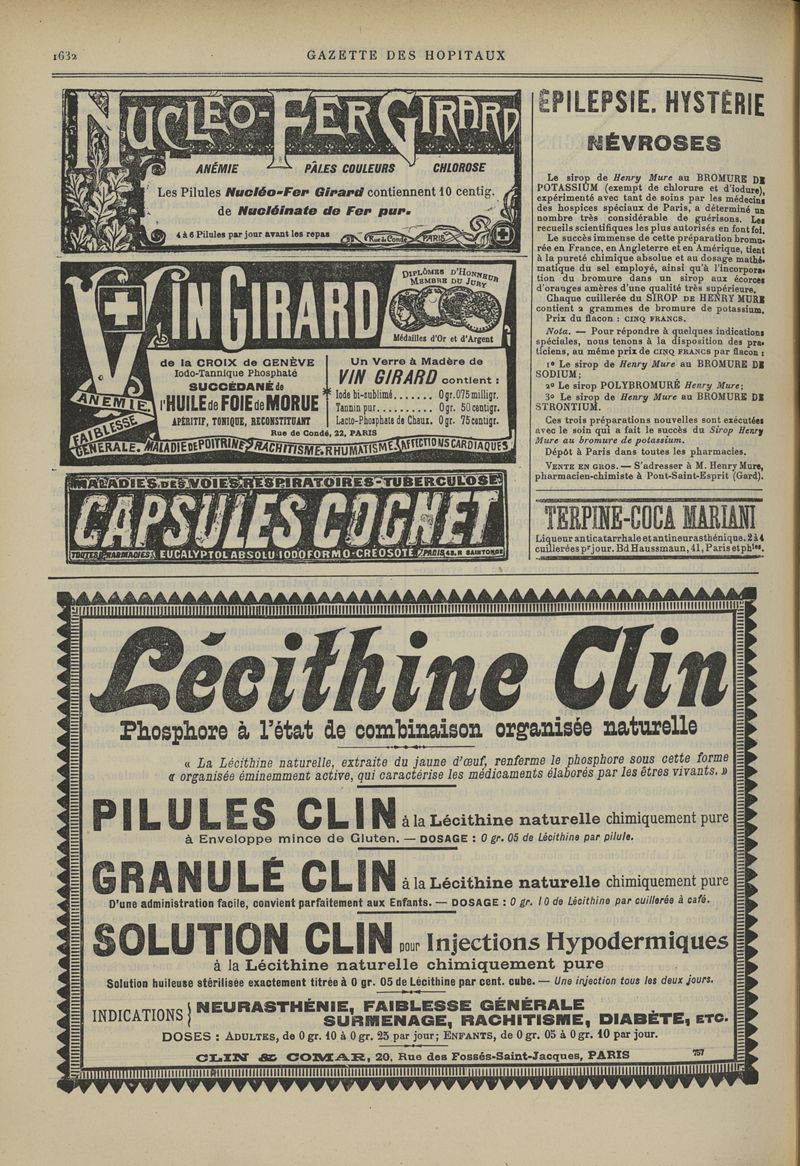 1632
GAZETTE DES HOPITAUX
NUCLÉO-FER GIRARD
ANÉMIE PÂLES COULEURS CHLOROSE
Les Pilules Nucléo-Fer Girard contiennent 10 centig.
de Nucléinate de Fer pur.
4 à 6 Pilules par jour avant les repas
Rue de Condé PARIS
VIN GIRARD
DIPLÔMES D'HONNEUR
MEMBRE DU JURY
Médailles d'Or et d'Argent
de la CROIX de GENÈVE
Iodo-Tannique Phosphaté
SUCCÉDANÉ de
l'HUILE de FOIE de MORUE
APÉRITIF, TONIQUE, RECONSTITUANT
Rue de Condé, 22, PARIS
Un Verre à Madère de
VIN GIRARD contient :
Iode bi-sublimé....... 0 gr. 075 milligr.
Tannin pur.......... 0 gr. 50 centigr.
Lacto-Phosphate de Chaux. 0 gr. 75 centigr.
ANEMIE.
FAIBLESSE
GÉNÉRALE. MALADIE DE POITRINE, RACHITISME, RHUMATISME, AFFECTIONS CARDIAQUES
MALADIES DES VOIES RESPIRATOIRES - TUBERCULOSE
CAPSULES COGNET
TOUTES PHARMACIES EUCALYPTOL ABSOLU IODOFORMO-CRÉOSOTÉ PARIS, 43, R SAINTONGE
ÉPILEPSIE. HYSTÉRIE
NÉVROSES
Le sirop de Henry Mure au BROMURE DE
POTASSIUM (exempt de chlorure et d'iodure),
expérimenté avec tant de soins par les médecins
des hospices spéciaux de Paris, a déterminé un
nombre très considérable de guérisons. Les
recueils scientifiques les plus autorisés en font foi.
Le succès immense de cette préparation bromu-
rée en France, en Angleterre et en Amérique, tient
à la pureté chimique absolue et au dosage mathé-
matique du sel employé, ainsi qu'à l'incorpora-
tion du bromure dans un sirop aux écorces
d'oranges amères d'une qualité très supérieure.
Chaque cuillerée du SIROP DE HENRY MURE
contient 2 grammes de bromure de potassium.
Prix du flacon : CINQ FRANCS.
Nota. — Pour répondre à quelques indications
spéciales, nous tenons à la disposition des pra-
ticiens, au même prix de CINQ FRANCS par flacon :
1º Le sirop de Henry Mure au BROMURE DE
SODIUM;
2º Le sirop POLYBROMURÉ Henry Mure;
3º Le sirop de Henry Mure au BROMURE DE
STRONTIUM.
Ces trois préparations nouvelles sont exécutées
avec le soin qui a fait le succès du Sirop Henry
Mure au bromure de potassium.
Dépôt à Paris dans toutes les pharmacies.
VENTE EN GROS. — S'adresser à M. Henry Mure,
pharmacien-chimiste à Pont-Saint-Esprit (Gard).
TERPINE-COCA MARIANI
Liqueur anticatarrhale et antineurasthénique. 2 à 4
cuillerées pr jour. Bd Haussmaun, 41, Paris et phies.
Lécithine Clin
Phosphore à l'état de combinaison organisée naturelle
« La Lécithine naturelle, extraite du jaune d'œuf, renferme le phosphore sous cette forme
« organisée éminemment active, qui caractérise les médicaments élaborés par les êtres vivants. »
PILULES CLIN à la Lécithine naturelle chimiquement pure
à Enveloppe mince de Gluten. — DOSAGE : 0 gr. 05 de Lécithine par pilule.
GRANULÉ CLIN à la Lécithine naturelle chimiquement pure
D'une administration facile, convient parfaitement aux Enfants. — DOSAGE : 0 gr. 10 de Lécithine par cuillerée à café.
SOLUTION CLIN pour Injections Hypodermiques
à la Lécithine naturelle chimiquement pure
Solution huileuse stérilisée exactement titrée à 0 gr. 05 de Lécithine par cent. cube. — Une injection tous les deux jours.
INDICATIONS { NEURASTHÉNIE, FAIBLESSE GÉNÉRALE
SURMENAGE, RACHITISME, DIABÈTE, ETC.
DOSES : ADULTES, de 0 gr. 10 à 0 gr. 25 par jour; ENFANTS, de 0 gr. 05 à 0 gr. 10 par jour.
CLIN & COMAR, 20, Rue des Fossés-Saint-Jacques, PARIS 757